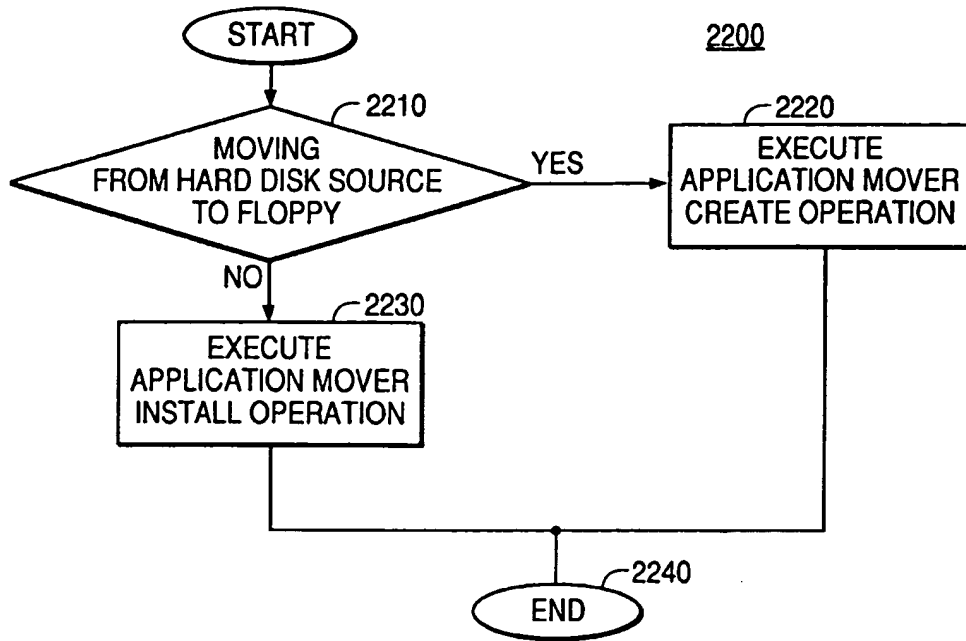 START
2200
2210
MOVING
FROM HARD DISK SOURCE
TO FLOPPY
YES
2220
EXECUTE
APPLICATION MOVER
CREATE OPERATION
NO
2230
EXECUTE
APPLICATION MOVER
INSTALL OPERATION
2240
END